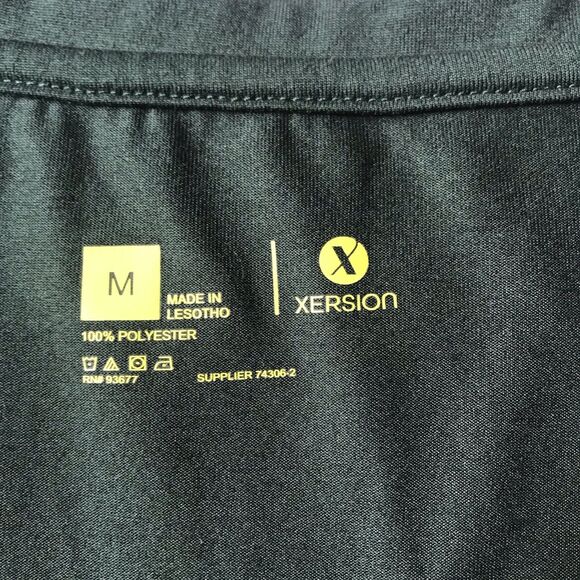 M
MADE IN
LESOTHO
100% POLYESTER
RN# 93677
SUPPLIER 74306-2
X
XERSION